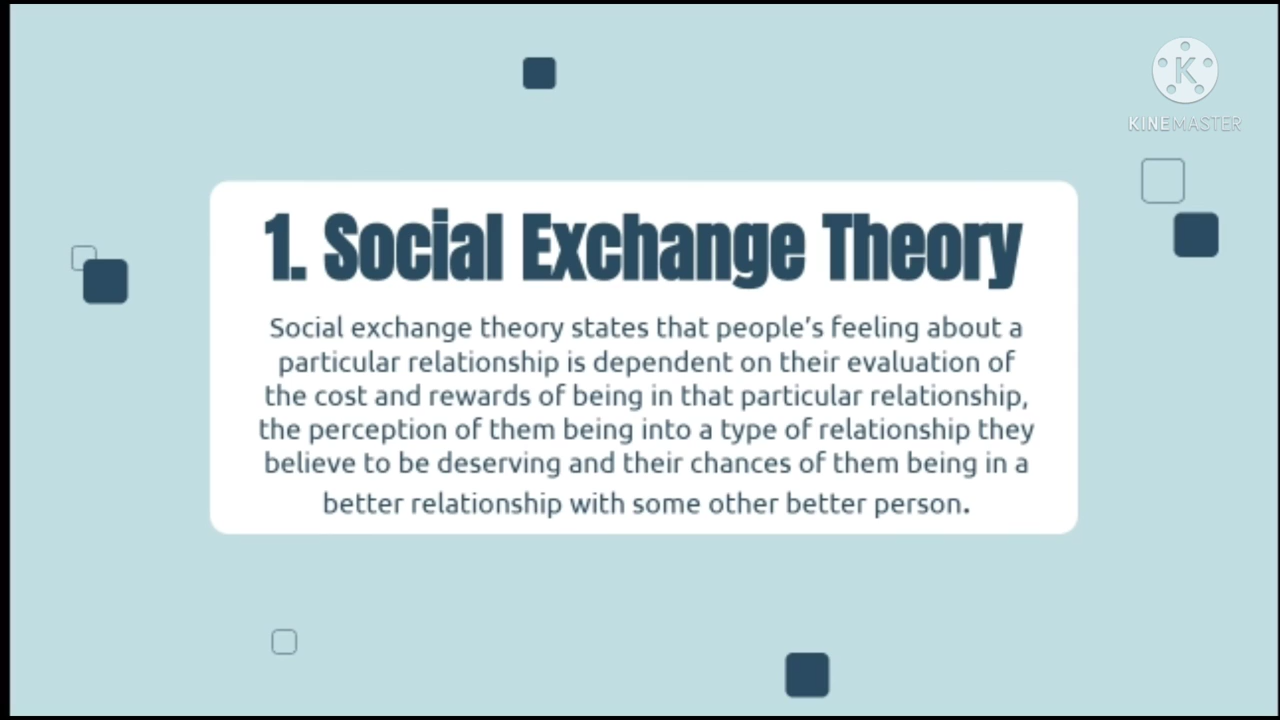 K
KINEMASTER
1. Social Exchange Theory
Social exchange theory states that people's feeling about a
particular relationship is dependent on their evaluation of
the cost and rewards of being in that particular relationship,
the perception of them being into a type of relationship they
believe to be deserving and their chances of them being in a
better relationship with some other better person.